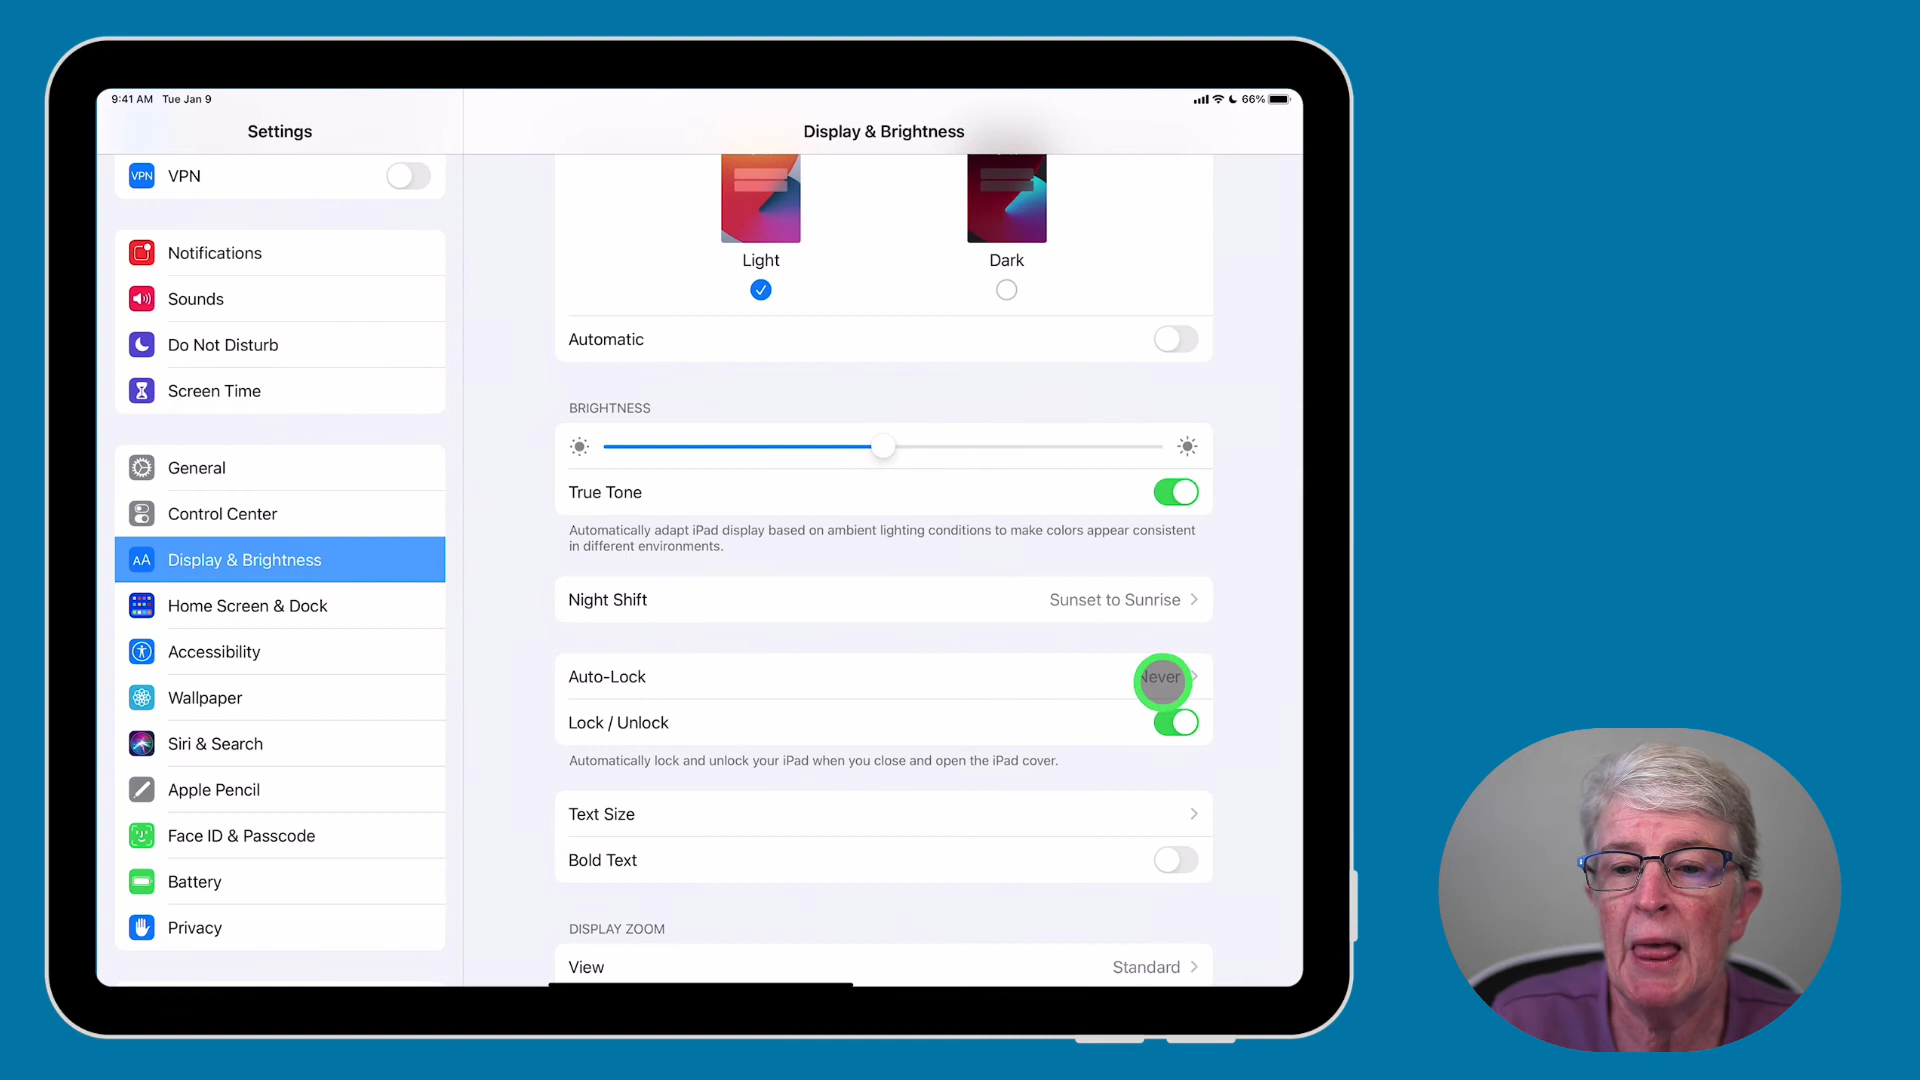 9:41 AM Tue Jan 9
66%
Settings
Display & Brightness
VPN VPN
Notifications
Sounds
Do Not Disturb
Screen Time
General
Control Center
AA Display & Brightness
Home Screen & Dock
Accessibility
Wallpaper
Siri & Search
Apple Pencil
Face ID & Passcode
Battery
Privacy
Light
Dark
Automatic
BRIGHTNESS
True Tone
Automatically adapt iPad display based on ambient lighting conditions to make colors appear consistent
in different environments.
Night Shift Sunset to Sunrise
Auto-Lock Never
Lock / Unlock
Automatically lock and unlock your iPad when you close and open the iPad cover.
Text Size
Bold Text
DISPLAY ZOOM
View Standard